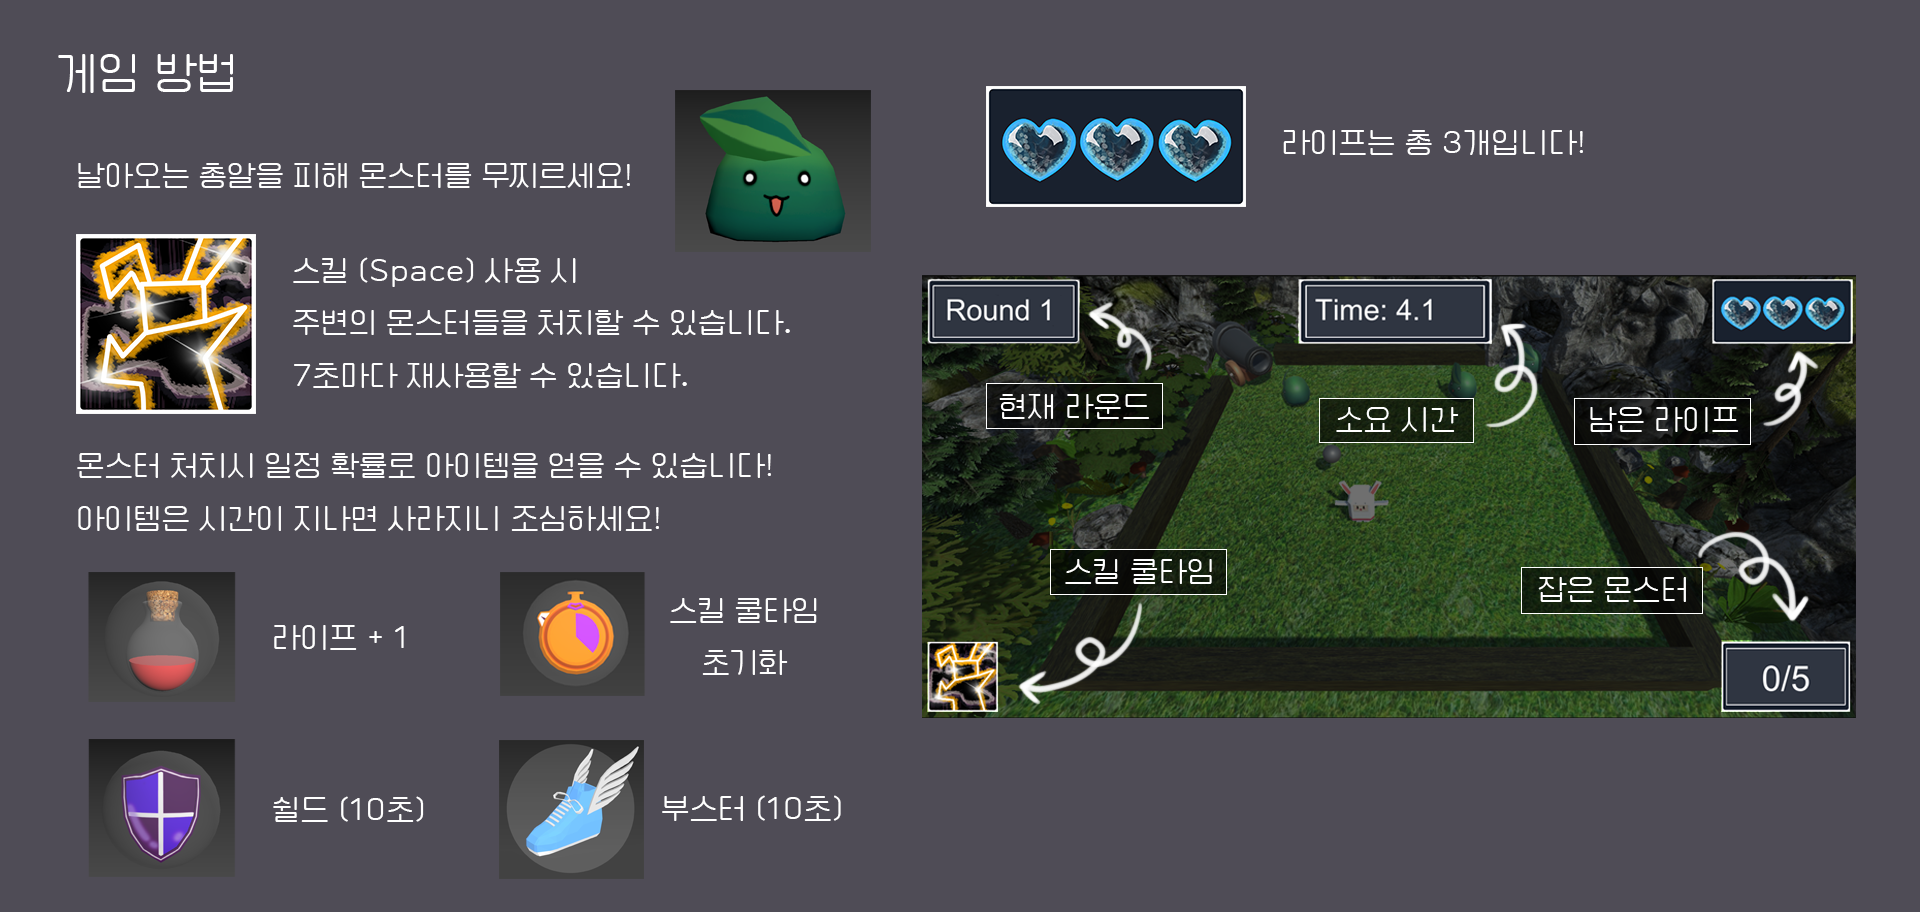 게임 방법
날아오는 총알을 피해 몬스터를 무찌르세요!
스킬 (Space) 사용 시
주변의 몬스터들을 처치할 수 있습니다.
7초마다 재사용할 수 있습니다.
몬스터 처치시 일정 확률로 아이템을 얻을 수 있습니다!
아이템은 시간이 지나면 사라지니 조심하세요!
라이프 + 1
스킬 쿨타임
초기화
쉴드 (10초)
부스터 (10초)
라이프는 총 3개입니다!
Round 1
Time: 4.1
현재 라운드
소요 시간
남은 라이프
스킬 쿨타임
잡은 몬스터
0/5